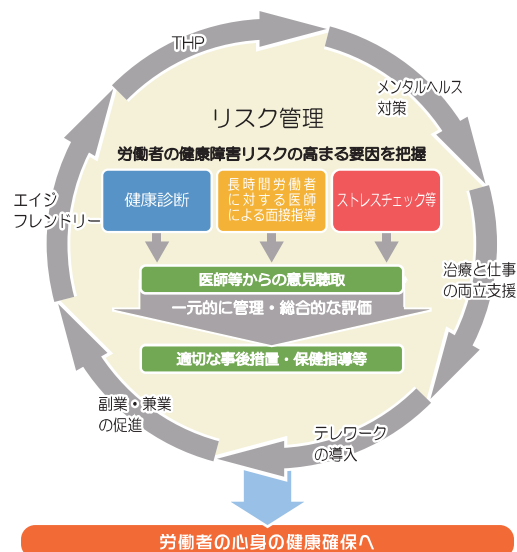 THP
メンタルヘルス
対策
リスク管理
労働者の健康障害リスクの高まる要因を把握
健康診断
長時間労働者
に対する医師
による面接指導
ストレスチェック等
エイジ
フレンドリー
治療と仕事
の両立支援
医師等からの意見聴取
一元的に管理・総合的な評価
適切な事後措置・保健指導等
副業・兼業
の促進
テレワーク
の導入
労働者の心身の健康確保へ